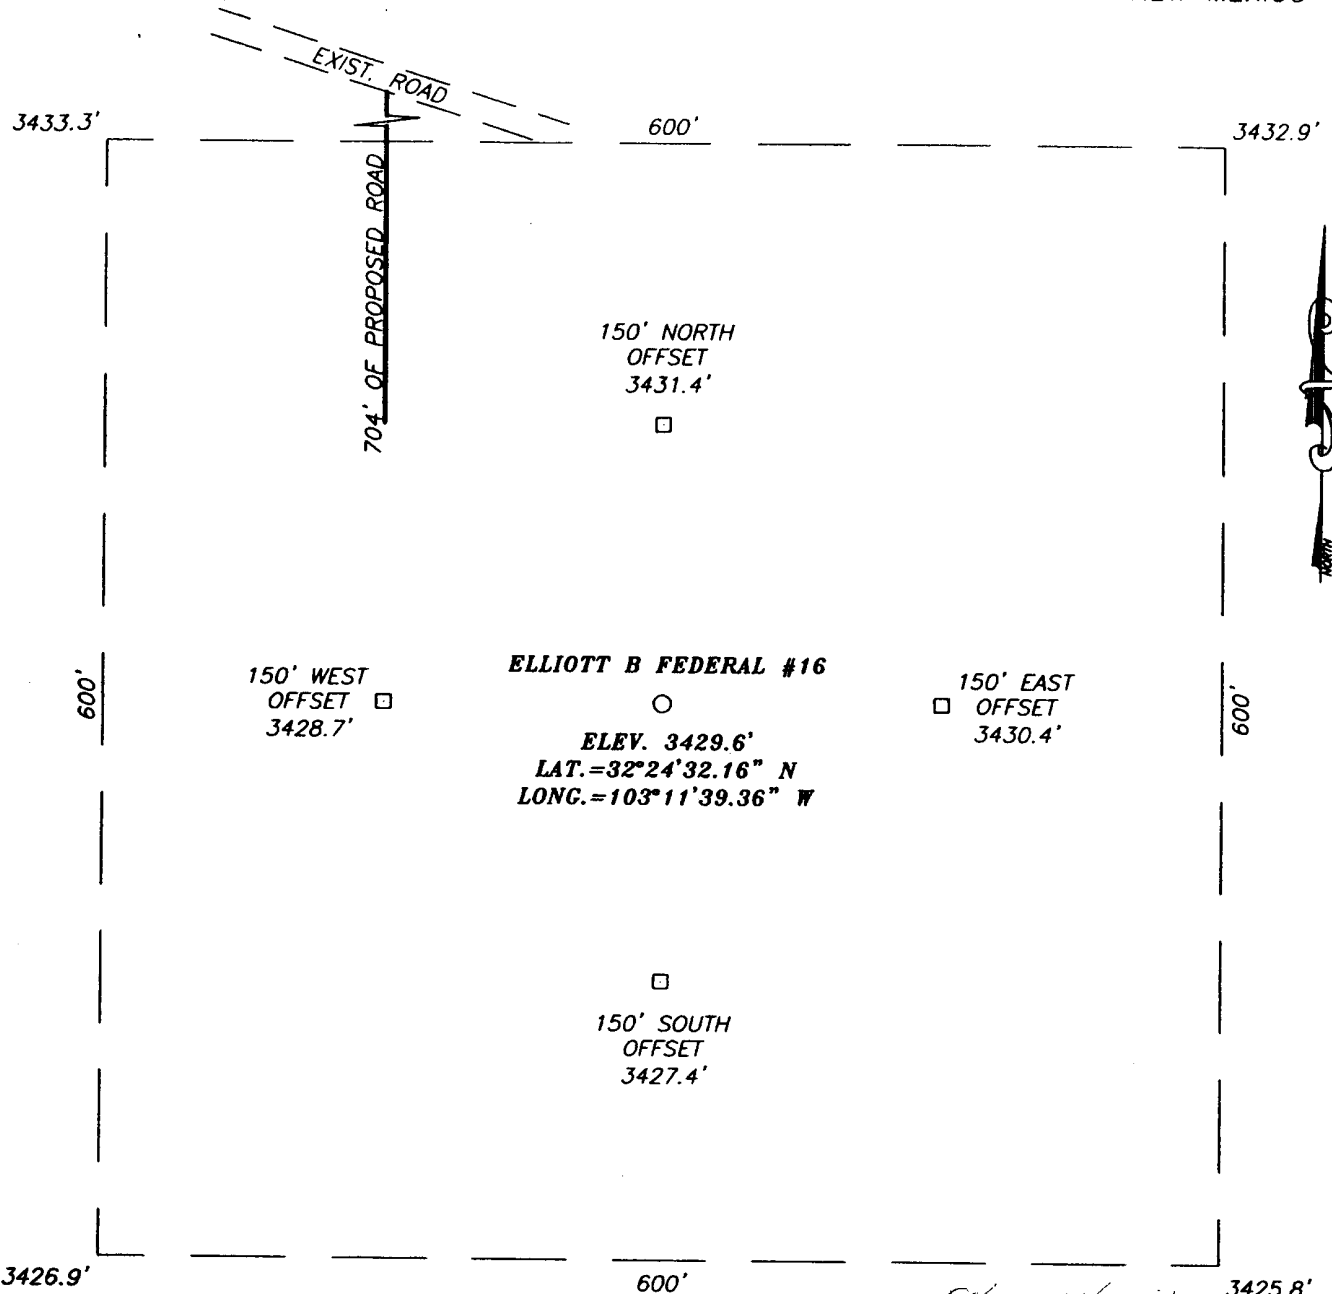 EXIST. ROAD
3433.3'
600'
3432.9'
704' OF PROPOSED ROAD
150' NORTH
OFFSET
3431.4'
NORTH
600'
150' WEST
OFFSET
3428.7'
ELLIOTT B FEDERAL #16
ELEV. 3429.6'
LAT.=32°24'32.16" N
LONG.=103°11'39.36" W
150' EAST
OFFSET
3430.4'
600'
150' SOUTH
OFFSET
3427.4'
3426.9'
600'
3425.8'